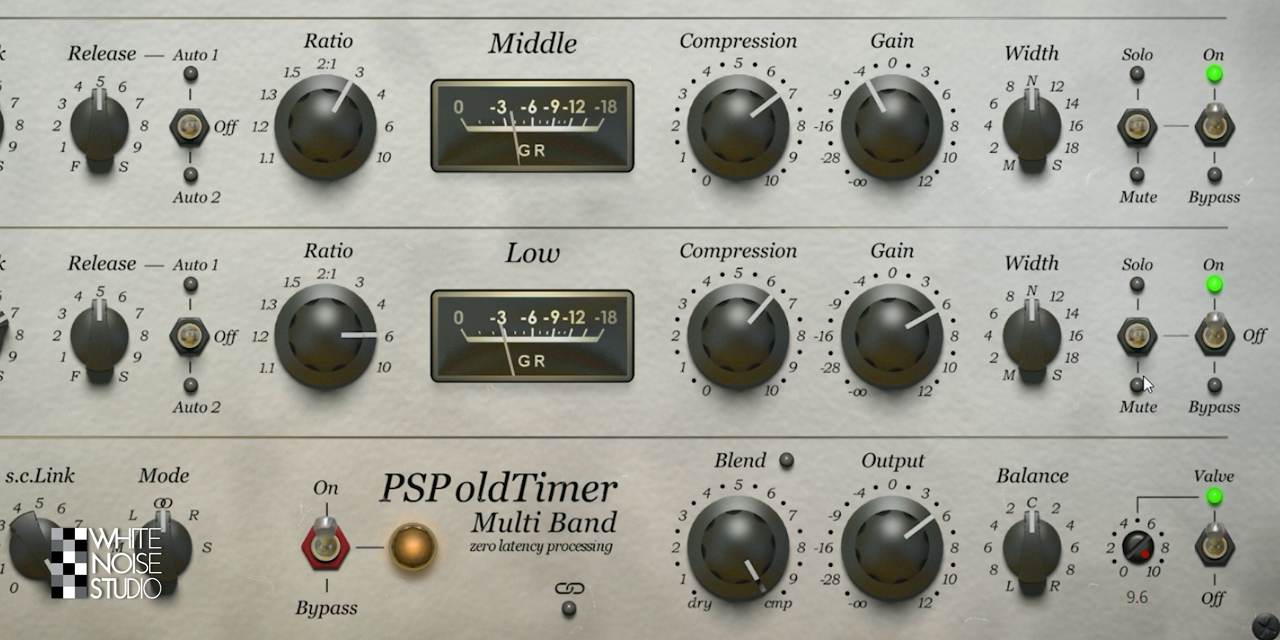 Release Auto 1 Ratio Middle Compression Gain Width Solo On
k F 1 2 3 4 5 6 7 8 9 S
7 8 9 S
Off
Auto 2
1.1 1.2 1.3 1.5 2:1 3 4 6 10
0 -3 -6 -9 -12 -18
GR
0 1 2 3 4 5 6 7 8 9 10
-∞ -28 -16 -9 -4 0 3 6 8 10 12
M 2 4 6 8 N 12 14 16 18 S
Mute Bypass
Release Auto 1 Ratio Low Compression Gain Width Solo On
k F 1 2 3 4 5 6 7 8 9 S
7 8 9 S
Off
Auto 2
1.1 1.2 1.3 1.5 2:1 3 4 6 10
0 -3 -6 -9 -12 -18
GR
0 1 2 3 4 5 6 7 8 9 10
-∞ -28 -16 -9 -4 0 3 6 8 10 12
M 2 4 6 8 N 12 14 16 18 S
Off
Mute Bypass
s.c.Link Mode On PSP oldTimer Blend Output Balance Valve
Multi Band
zero latency processing
0 3 4 5 6
L R S
Bypass
dry 1 2 3 4 5 6 7 8 9 cmp
-∞ -28 -16 -9 -4 0 3 6 8 10 12
L 8 6 4 2 C 2 4 6 8 R
0 2 4 6 8 10
9.6
Off
WHITE
NOISE
STUDIO